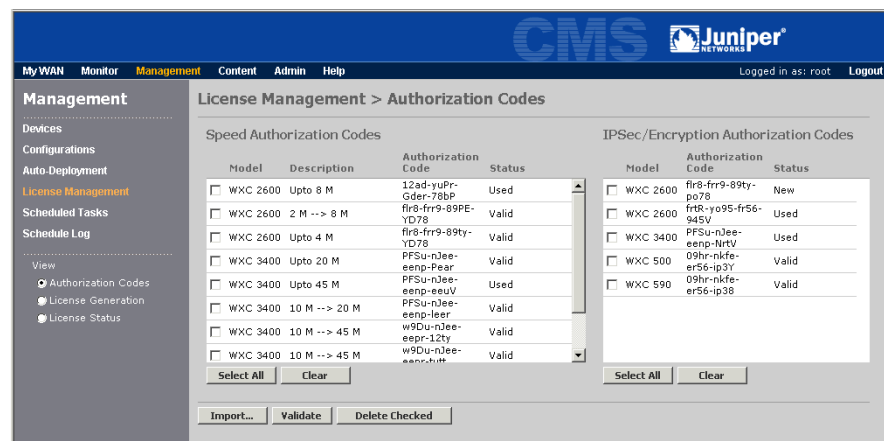 CMS
Juniper®
NETWORKS
My WAN Monitor Management Content Admin Help Logged in as: root Logout
Management
Devices
Configurations
Auto-Deployment
License Management
Scheduled Tasks
Schedule Log
View
Authorization Codes
License Generation
License Status
License Management > Authorization Codes
Speed Authorization Codes
Model Description Authorization Code Status
WXC 2600 Upto 8 M 12ad-yuPr-Gder-78bP Used
WXC 2600 2 M --> 8 M flr8-frr9-89PE-YD78 Valid
WXC 2600 Upto 4 M flr8-frr9-89ty-YD78 Valid
WXC 3400 Upto 20 M PFSu-nJee-eenp-Pear Valid
WXC 3400 Upto 45 M PFSu-nJee-eenp-eeuV Used
WXC 3400 10 M --> 20 M PFSu-nJee-eenp-leer Valid
WXC 3400 10 M --> 45 M w9Du-nJee-eepr-12ty Valid
WXC 3400 10 M --> 45 M w9Du-nJee- Valid
Select All Clear
IPSec/Encryption Authorization Codes
Model Authorization Code Status
WXC 2600 flr8-frr9-89ty-po78 New
WXC 2600 frtR-yo95-fr56-945V Used
WXC 3400 PFSu-nJee-eenp-NrtV Used
WXC 500 09hr-nkfe-er56-ip3Y Valid
WXC 590 09hr-nkfe-er56-ip38 Valid
Select All Clear
Import... Validate Delete Checked